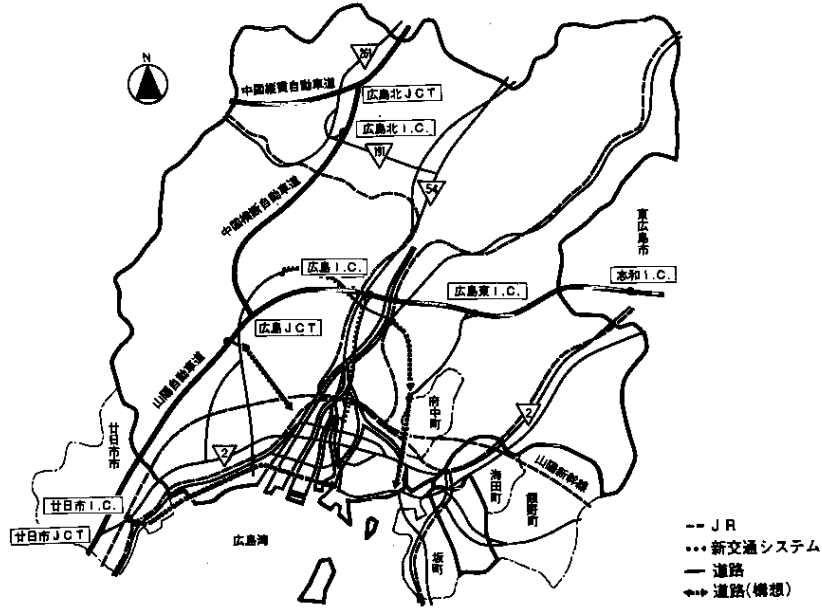 N
261
中国縦貫自動車道
広島北JCT
広島北I.C.
191
54
中国横断自動車道
東広島市
広島I.C.
志和I.C.
広島東I.C.
広島JCT
山陽自動車道
府中町
2
廿日市市
2
山陽新幹線
海田町
熊野町
廿日市I.C.
廿日市JCT
広島湾
坂町
JR
新交通システム
道路
道路(構想)